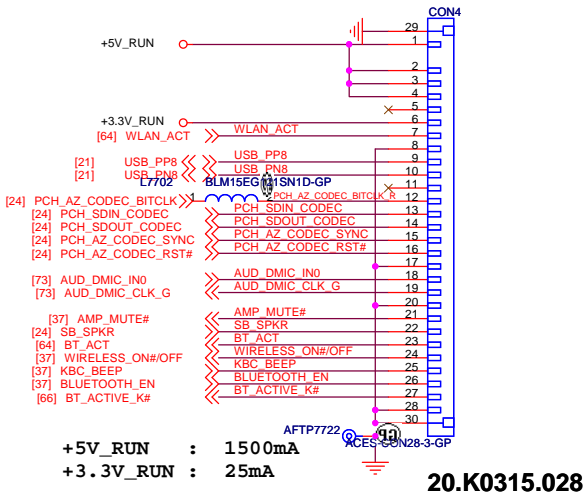 CON4
29
+5V_RUN 1
2
3
4
5
+3.3V_RUN 6
[64] WLAN_ACT WLAN_ACT 7
8
[21] USB_PP8 USB_PP8 9
[21] USB_PN8 USB_PN8 10
L7702 BLM15EG 1SN1D-GP 11
[24] PCH_AZ_CODEC_BITCLK 1 2 PCH_AZ_CODEC_BITCLK_R 12
[24] PCH_SDIN_CODEC PCH_SDIN_CODEC 13
[24] PCH_SDOUT_CODEC PCH_SDOUT_CODEC 14
[24] PCH_AZ_CODEC_SYNC PCH_AZ_CODEC_SYNC 15
[24] PCH_AZ_CODEC_RST# PCH_AZ_CODEC_RST# 16
17
[73] AUD_DMIC_IN0 AUD_DMIC_IN0 18
[73] AUD_DMIC_CLK_G AUD_DMIC_CLK_G 19
20
[37] AMP_MUTE# AMP_MUTE# 21
[24] SB_SPKR SB_SPKR 22
[64] BT_ACT BT_ACT 23
[37] WIRELESS_ON#/OFF WIRELESS_ON#/OFF 24
[37] KBC_BEEP KBC_BEEP 25
[37] BLUETOOTH_EN BLUETOOTH_EN 26
[66] BT_ACTIVE_K# BT_ACTIVE_K# 27
28
30
AFTP7722
ACES-CON28-3-GP
+5V_RUN : 1500mA
+3.3V_RUN : 25mA
20.K0315.028